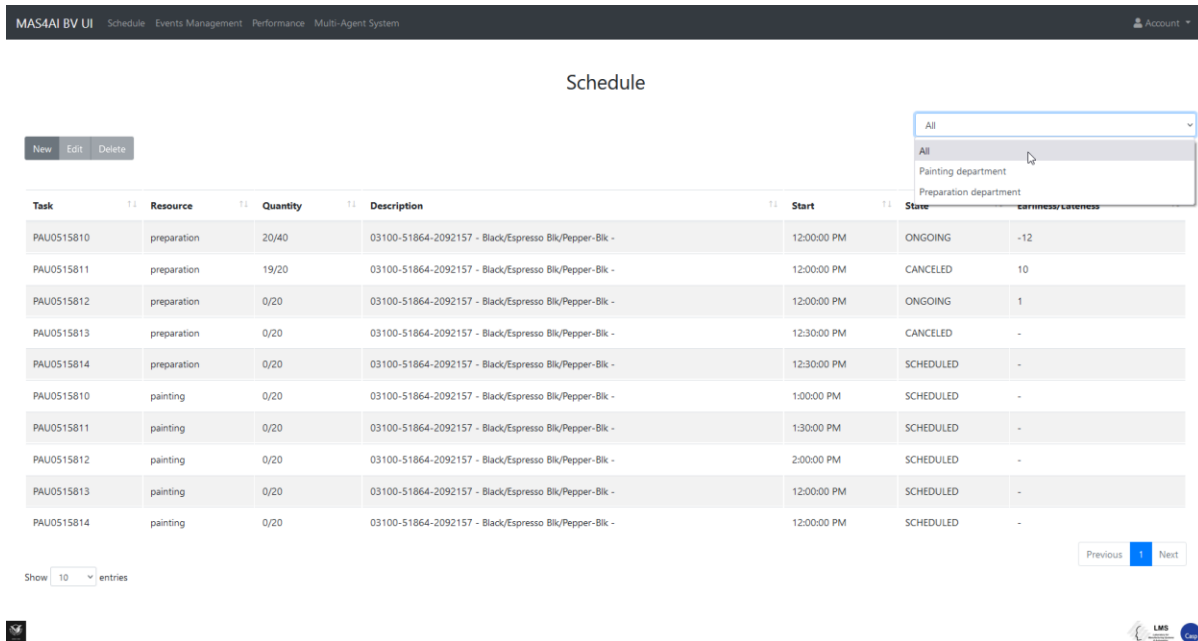 MAS4AI BV UI Schedule Events Management Performance Multi-Agent System Account
Schedule
All
New Edit Delete
All
Painting department
Preparation department
Task Resource Quantity Description Start State Earliness/Lateness
PAU0515810 preparation 20/40 03100-51864-2092157 - Black/Espresso Blk/Pepper-Blk - 12:00:00 PM ONGOING -12
PAU0515811 preparation 19/20 03100-51864-2092157 - Black/Espresso Blk/Pepper-Blk - 12:00:00 PM CANCELED 10
PAU0515812 preparation 0/20 03100-51864-2092157 - Black/Espresso Blk/Pepper-Blk - 12:00:00 PM ONGOING 1
PAU0515813 preparation 0/20 03100-51864-2092157 - Black/Espresso Blk/Pepper-Blk - 12:30:00 PM CANCELED -
PAU0515814 preparation 0/20 03100-51864-2092157 - Black/Espresso Blk/Pepper-Blk - 12:30:00 PM SCHEDULED -
PAU0515810 painting 0/20 03100-51864-2092157 - Black/Espresso Blk/Pepper-Blk - 1:00:00 PM SCHEDULED -
PAU0515811 painting 0/20 03100-51864-2092157 - Black/Espresso Blk/Pepper-Blk - 1:30:00 PM SCHEDULED -
PAU0515812 painting 0/20 03100-51864-2092157 - Black/Espresso Blk/Pepper-Blk - 2:00:00 PM SCHEDULED -
PAU0515813 painting 0/20 03100-51864-2092157 - Black/Espresso Blk/Pepper-Blk - 12:00:00 PM SCHEDULED -
PAU0515814 painting 0/20 03100-51864-2092157 - Black/Espresso Blk/Pepper-Blk - 12:00:00 PM SCHEDULED -
Previous 1 Next
Show 10 entries
LMS